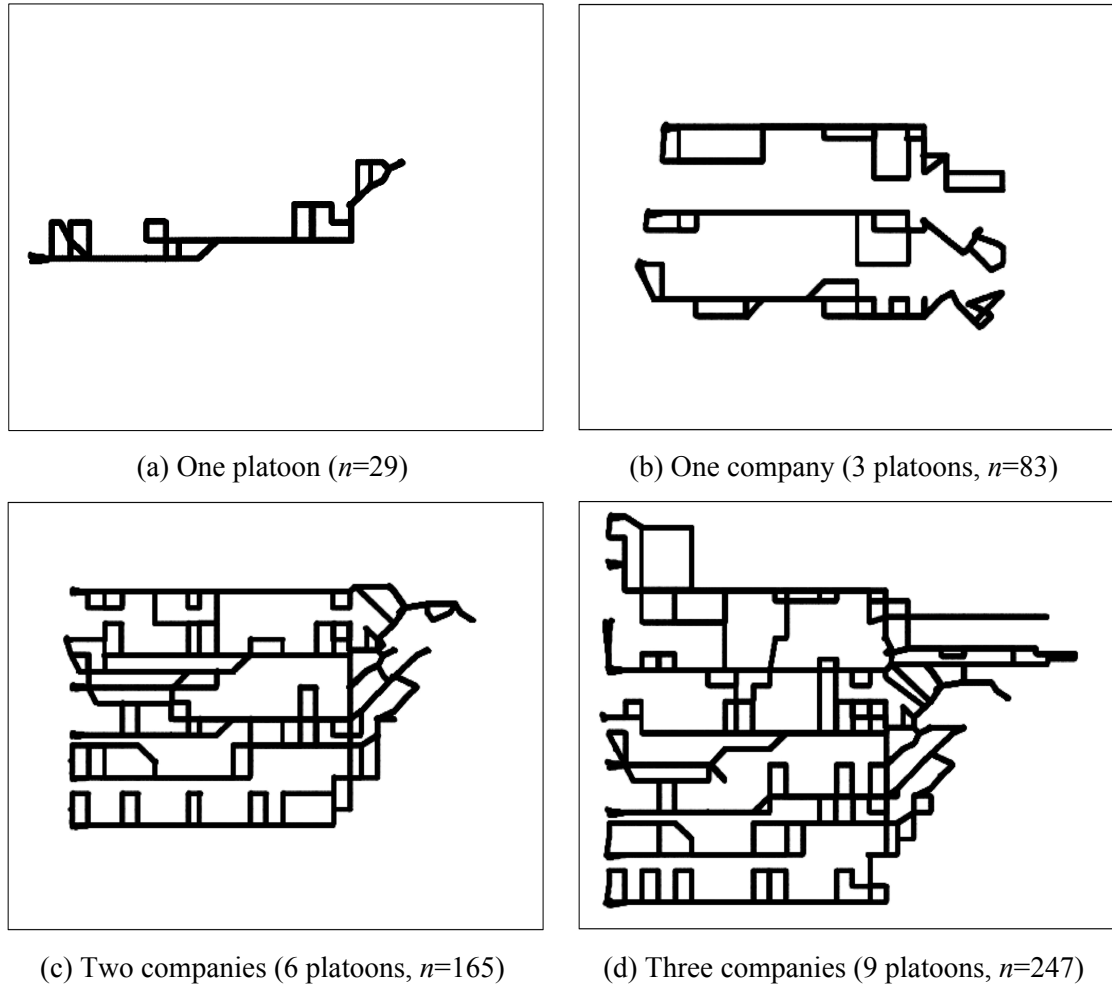 (a) One platoon (n=29)
(b) One company (3 platoons, n=83)
(c) Two companies (6 platoons, n=165)
(d) Three companies (9 platoons, n=247)